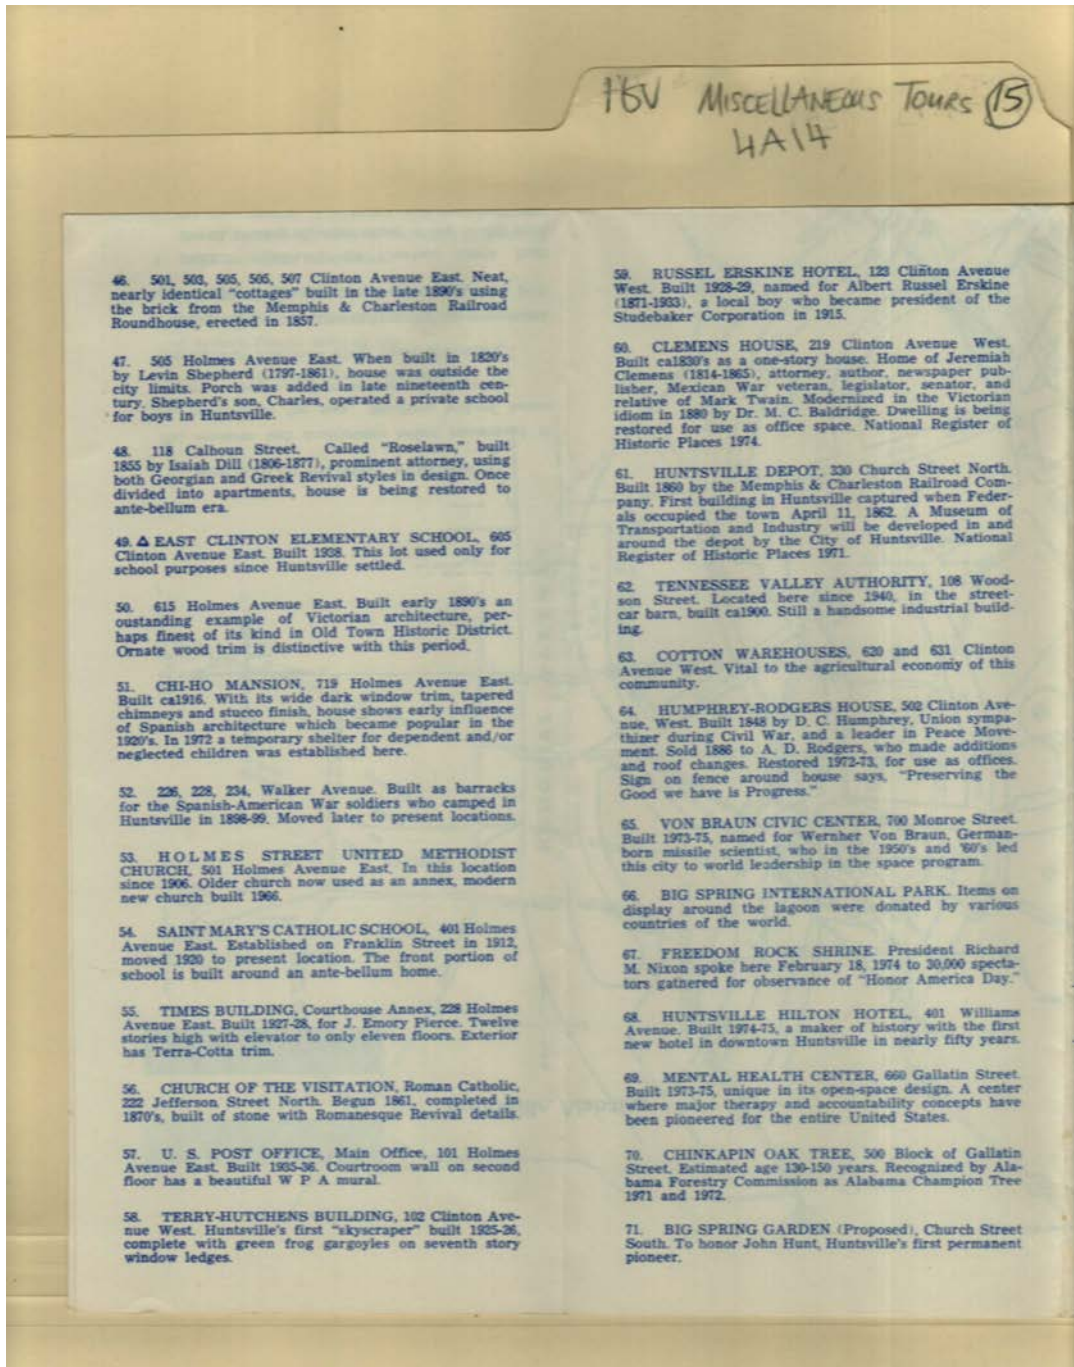 HSV MISCELLANEOUS TOURS 15
4A14
46. 501, 503, 505, 505, 507 Clinton Avenue East. Neat,
nearly identical "cottages" built in the late 1890's using
the brick from the Memphis & Charleston Railroad
Roundhouse, erected in 1857.
47. 505 Holmes Avenue East. When built in 1820's
by Levin Shepherd (1797-1861), house was outside the
city limits. Porch was added in late nineteenth cen-
tury. Shepherd's son, Charles, operated a private school
for boys in Huntsville.
48. 118 Calhoun Street. Called "Roselawn," built
1855 by Isaiah Dill (1806-1877), prominent attorney, using
both Georgian and Greek Revival styles in design. Once
divided into apartments, house is being restored to
ante-bellum era.
49. △ EAST CLINTON ELEMENTARY SCHOOL, 605
Clinton Avenue East. Built 1938. This lot used only for
school purposes since Huntsville settled.
50. 615 Holmes Avenue East. Built early 1890's an
oustanding example of Victorian architecture, per-
haps finest of its kind in Old Town Historic District.
Ornate wood trim is distinctive with this period.
51. CHI-HO MANSION, 719 Holmes Avenue East.
Built ca1916. With its wide dark window trim, tapered
chimneys and stucco finish, house shows early influence
of Spanish architecture which became popular in the
1920's. In 1972 a temporary shelter for dependent and/or
neglected children was established here.
52. 226, 228, 234, Walker Avenue. Built as barracks
for the Spanish-American War soldiers who camped in
Huntsville in 1898-99. Moved later to present locations.
53. HOLMES STREET UNITED METHODIST
CHURCH, 501 Holmes Avenue East. In this location
since 1906. Older church now used as an annex, modern
new church built 1966.
54. SAINT MARY'S CATHOLIC SCHOOL, 401 Holmes
Avenue East. Established on Franklin Street in 1912,
moved 1920 to present location. The front portion of
school is built around an ante-bellum home.
55. TIMES BUILDING, Courthouse Annex, 228 Holmes
Avenue East. Built 1927-28, for J. Emory Pierce. Twelve
stories high with elevator to only eleven floors. Exterior
has Terra-Cotta trim.
56. CHURCH OF THE VISITATION, Roman Catholic,
222 Jefferson Street North. Begun 1861, completed in
1870's, built of stone with Romanesque Revival details.
57. U. S. POST OFFICE, Main Office, 101 Holmes
Avenue East. Built 1935-36. Courtroom wall on second
floor has a beautiful W P A mural.
58. TERRY-HUTCHENS BUILDING, 102 Clinton Ave-
nue West. Huntsville's first "skyscraper" built 1925-26,
complete with green frog gargoyles on seventh story
window ledges.
59. RUSSEL ERSKINE HOTEL, 123 Clinton Avenue
West. Built 1928-29, named for Albert Russel Erskine
(1871-1933), a local boy who became president of the
Studebaker Corporation in 1915.
60. CLEMENS HOUSE, 219 Clinton Avenue West.
Built ca1830's as a one-story house. Home of Jeremiah
Clemens (1814-1865), attorney, author, newspaper pub-
lisher, Mexican War veteran, legislator, senator, and
relative of Mark Twain. Modernized in the Victorian
idiom in 1880 by Dr. M. C. Baldridge. Dwelling is being
restored for use as office space. National Register of
Historic Places 1974.
61. HUNTSVILLE DEPOT, 330 Church Street North.
Built 1860 by the Memphis & Charleston Railroad Com-
pany. First building in Huntsville captured when Feder-
als occupied the town April 11, 1862. A Museum of
Transportation and Industry will be developed in and
around the depot by the City of Huntsville. National
Register of Historic Places 1971.
62. TENNESSEE VALLEY AUTHORITY, 108 Wood-
son Street. Located here since 1940, in the street-
car barn, built ca1900. Still a handsome industrial build-
ing.
63. COTTON WAREHOUSES, 620 and 631 Clinton
Avenue West. Vital to the agricultural economy of this
community.
64. HUMPHREY-RODGERS HOUSE, 502 Clinton Ave-
nue, West. Built 1848 by D. C. Humphrey, Union sympa-
thizer during Civil War, and a leader in Peace Move-
ment. Sold 1886 to A. D. Rodgers, who made additions
and roof changes. Restored 1972-73, for use as offices.
Sign on fence around house says, "Preserving the
Good we have is Progress."
65. VON BRAUN CIVIC CENTER, 700 Monroe Street.
Built 1973-75, named for Wernher Von Braun, German-
born missile scientist, who in the 1950's and '60's led
this city to world leadership in the space program.
66. BIG SPRING INTERNATIONAL PARK. Items on
display around the lagoon were donated by various
countries of the world.
67. FREEDOM ROCK SHRINE. President Richard
M. Nixon spoke here February 18, 1974 to 30,000 specta-
tors gatnered for observance of "Honor America Day."
68. HUNTSVILLE HILTON HOTEL, 401 Williams
Avenue. Built 1974-75, a maker of history with the first
new hotel in downtown Huntsville in nearly fifty years.
69. MENTAL HEALTH CENTER, 660 Gallatin Street.
Built 1973-75, unique in its open-space design. A center
where major therapy and accountability concepts have
been pioneered for the entire United States.
70. CHINKAPIN OAK TREE, 500 Block of Gallatin
Street. Estimated age 130-150 years. Recognized by Ala-
bama Forestry Commission as Alabama Champion Tree
1971 and 1972.
71. BIG SPRING GARDEN (Proposed), Church Street
South. To honor John Hunt, Huntsville's first permanent
pioneer.